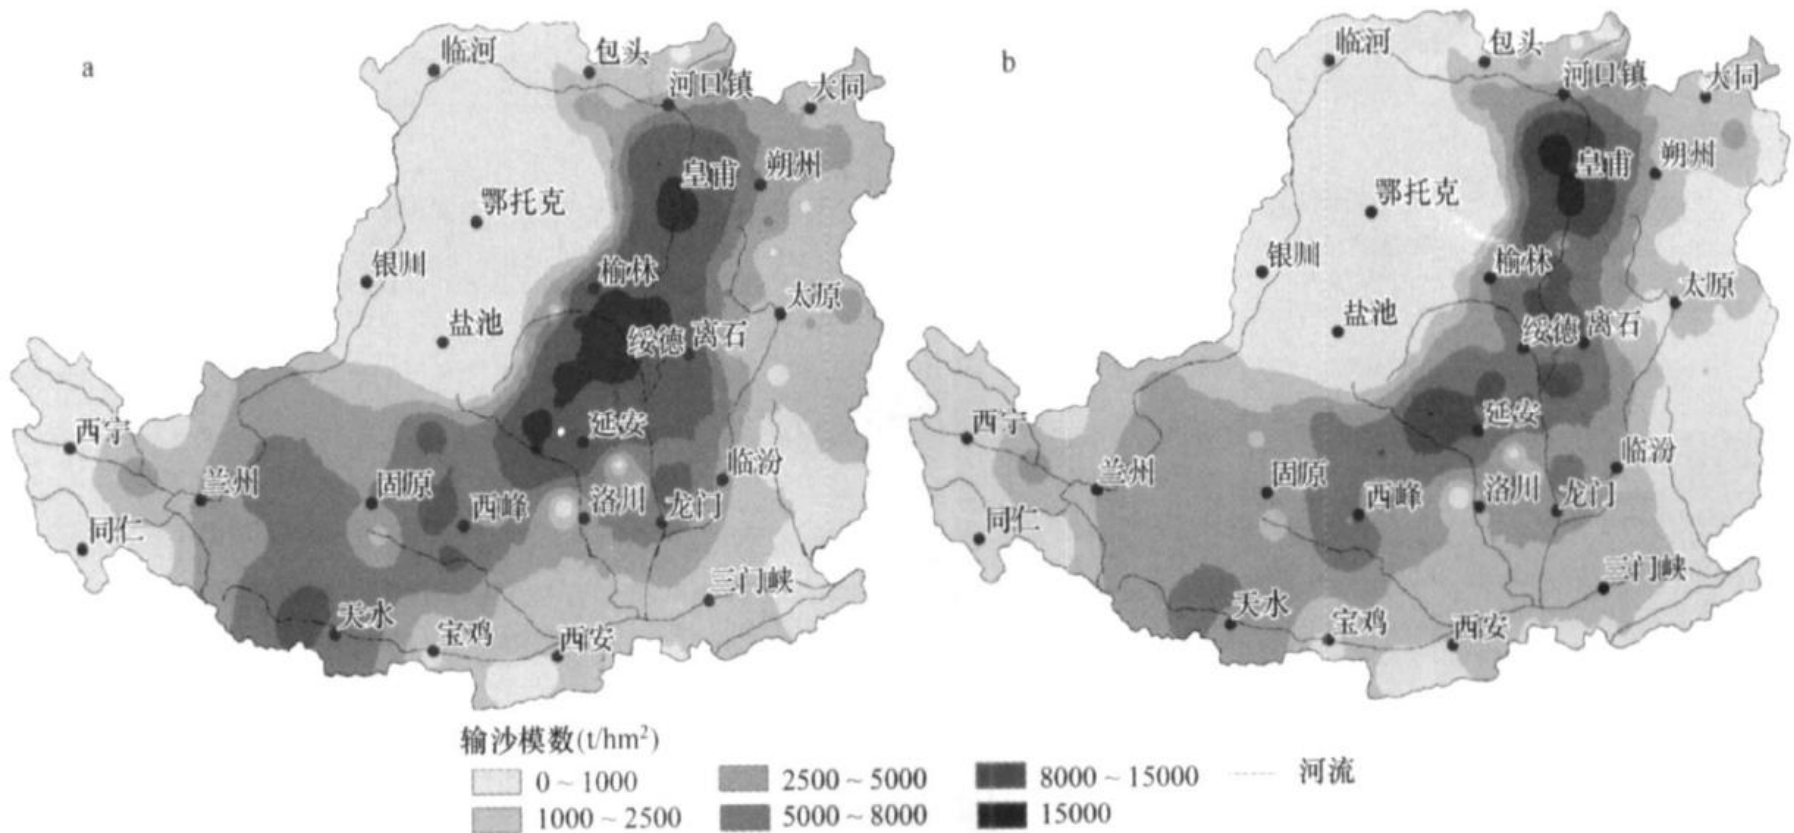 a
临河
包头
河口镇
大同
皇甫
朔州
鄂托克
银川
榆林
太原
盐池
绥德
离石
西宁
延安
兰州
固原
临汾
西峰
洛川
龙门
同仁
三门峡
天水
宝鸡
西安
b
临河
包头
河口镇
大同
皇甫
朔州
鄂托克
银川
榆林
太原
盐池
绥德
离石
西宁
延安
兰州
固原
临汾
西峰
洛川
龙门
同仁
三门峡
天水
宝鸡
西安
输沙模数(t/hm²)
0～1000
2500～5000
8000～15000
河流
1000～2500
5000～8000
15000